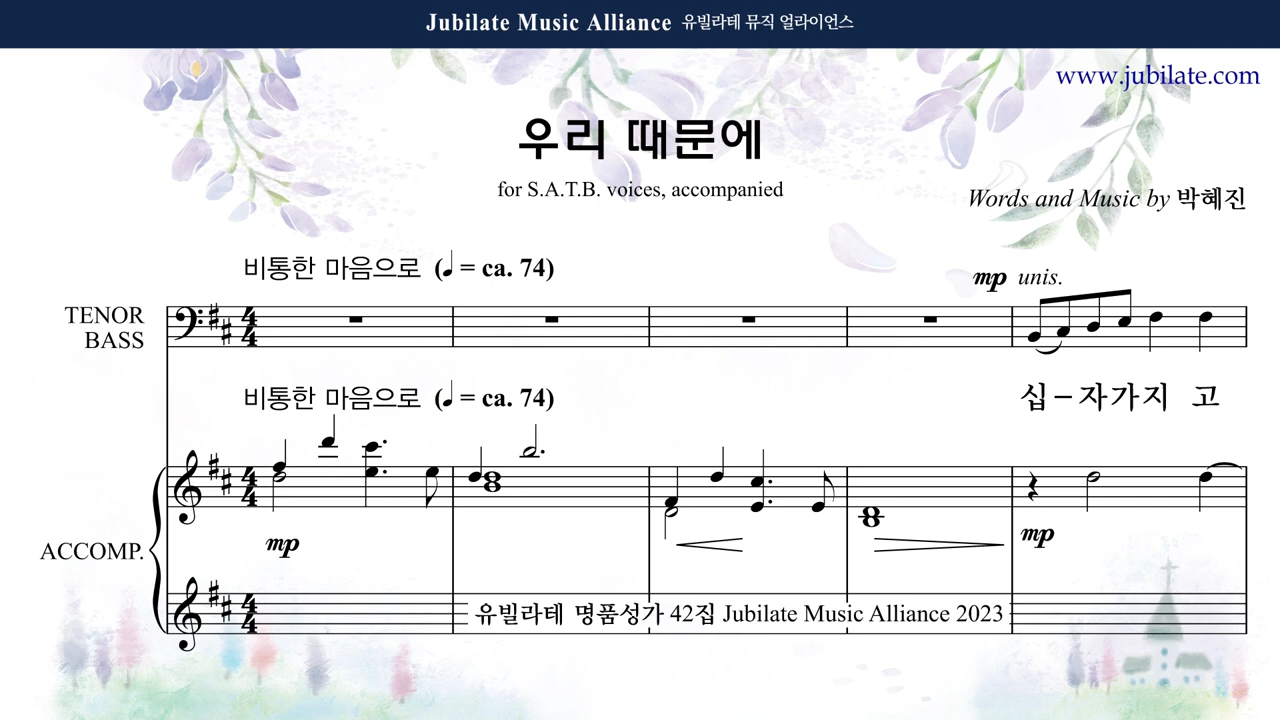 Jubilate Music Alliance 유빌라테 뮤직 얼라이언스
www.jubilate.com
우리 때문에
for S.A.T.B. voices, accompanied
Words and Music by 박혜진
비통한 마음으로 (♩ = ca. 74)
mp unis.
TENOR
BASS
십–자가지 고
비통한 마음으로 (♩ = ca. 74)
ACCOMP.
mp
mp
유빌라테 명품성가 42집 Jubilate Music Alliance 2023